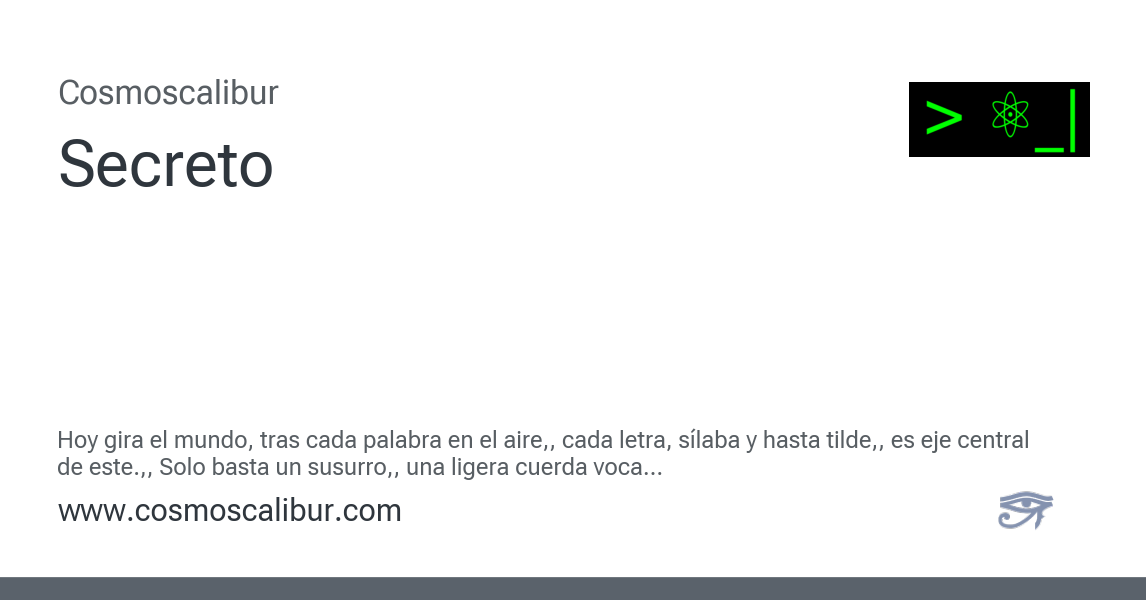 Cosmoscalibur
Secreto
> ⚛_|
Hoy gira el mundo, tras cada palabra en el aire,, cada letra, sílaba y hasta tilde,, es eje central
de este.,, Solo basta un susurro,, una ligera cuerda voca...
www.cosmoscalibur.com